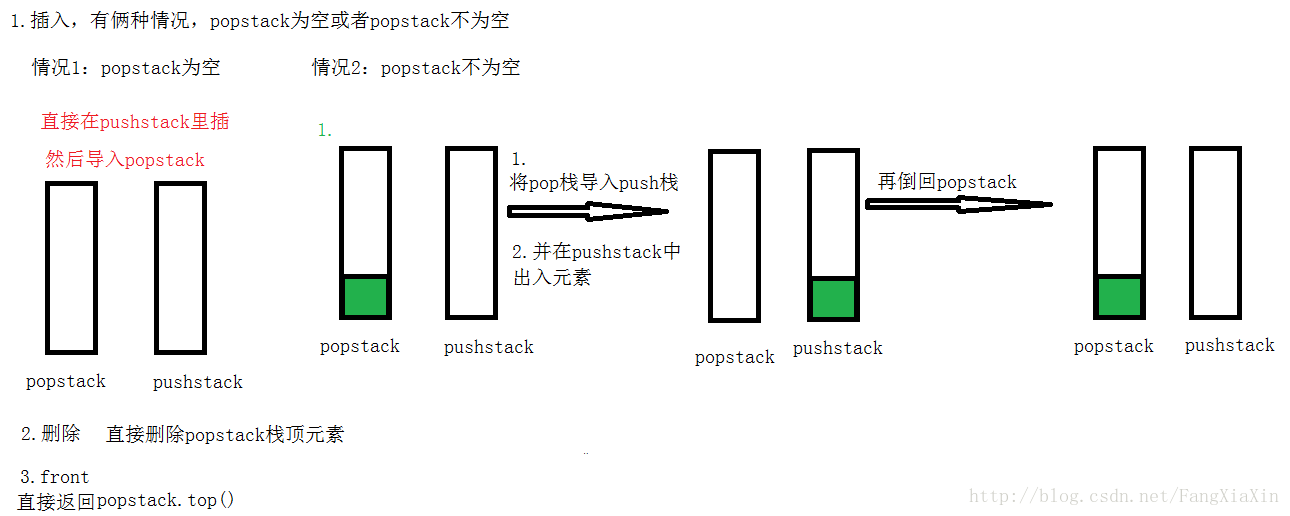 1.插入，有俩种情况，popstack为空或者popstack不为空
情况1：popstack为空
情况2：popstack不为空
直接在pushstack里插
然后导入popstack
popstack
pushstack
1.
popstack
pushstack
1.
将pop栈导入push栈
2.并在pushstack中
出入元素
popstack
pushstack
再倒回popstack
popstack
pushstack
2.删除 直接删除popstack栈顶元素
3.front
直接返回popstack.top()
http://blog.csdn.net/FangXiaXin